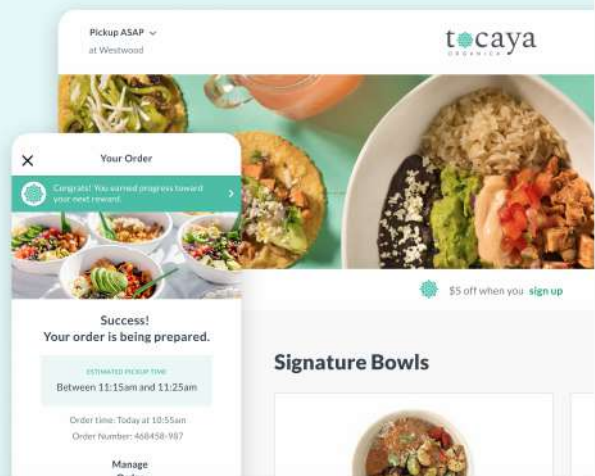 Pickup ASAP
at Westwood
tocaya
ORGANICA
Your Order
Congrats! You earned progress toward
your next reward.
$5 off when you sign up
Success!
Your order is being prepared.
ESTIMATED PICKUP TIME
Between 11:15am and 11:25am
Order time: Today at 10:55am
Order Number: 468458-987
Manage
Signature Bowls